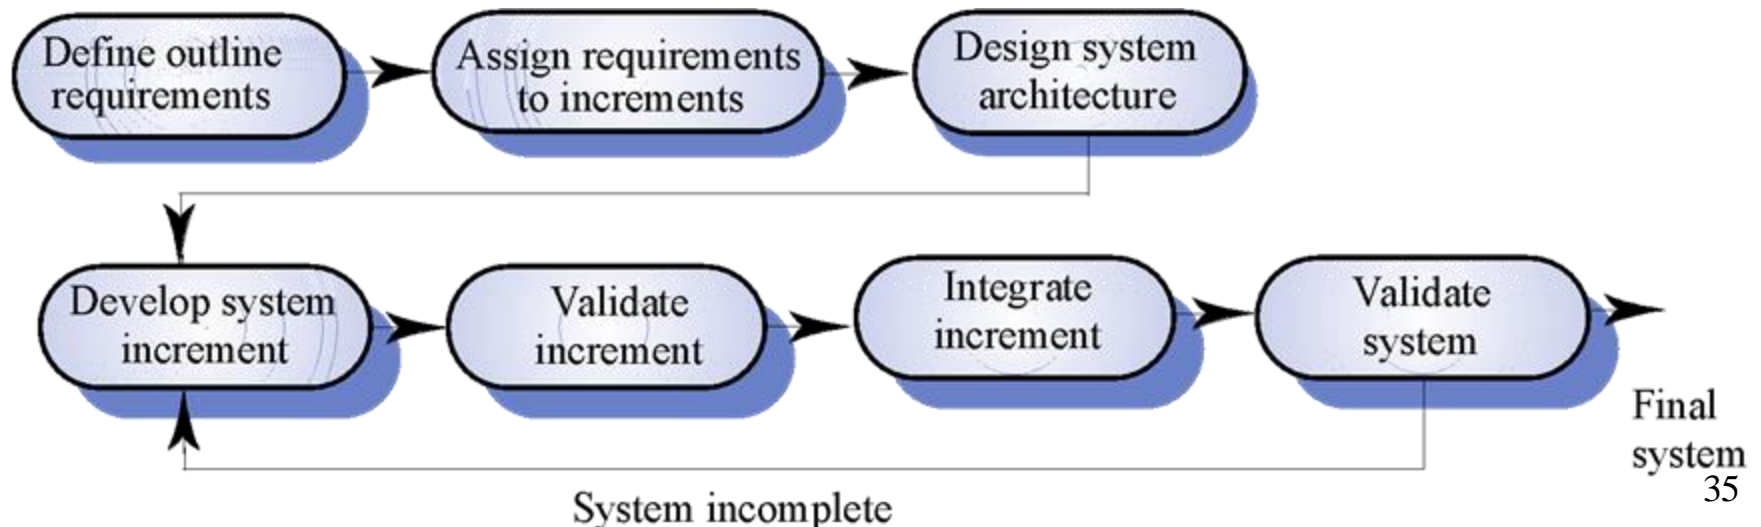 Define outline
requirements
Assign requirements
to increments
Design system
architecture
Develop system
increment
Validate
increment
Integrate
increment
Validate
system
Final
system
35
System incomplete